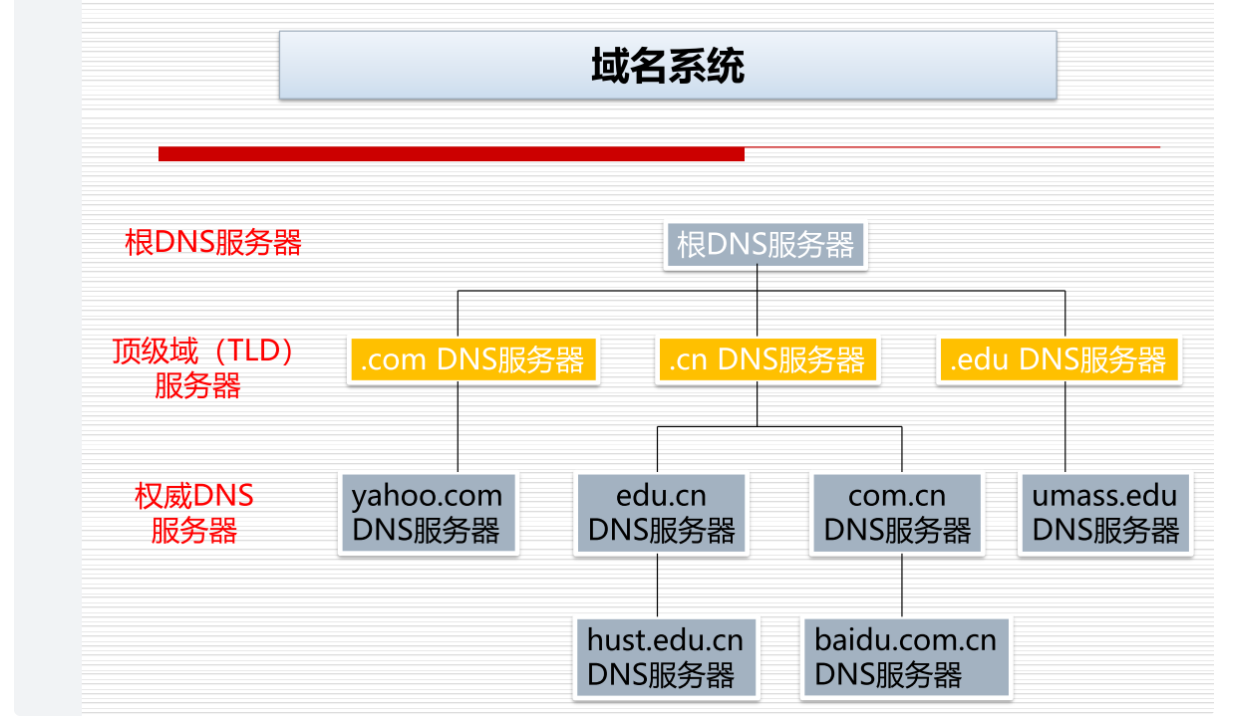 域名系统
根DNS服务器
根DNS服务器
顶级域（TLD）
服务器
.com DNS服务器
.cn DNS服务器
.edu DNS服务器
权威DNS
服务器
yahoo.com
DNS服务器
edu.cn
DNS服务器
com.cn
DNS服务器
umass.edu
DNS服务器
hust.edu.cn
DNS服务器
baidu.com.cn
DNS服务器